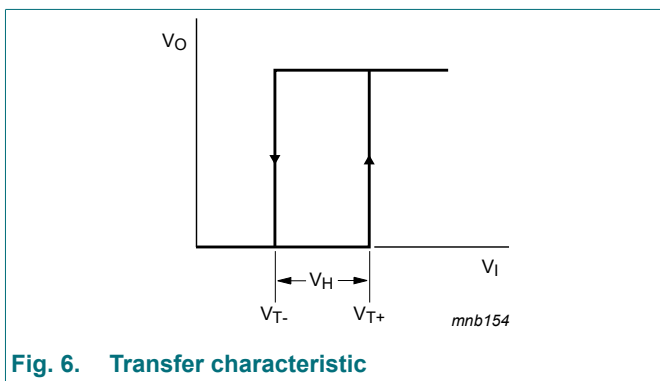 VO
VH
VI
VT-
VT+
mnb154
Fig. 6. Transfer characteristic